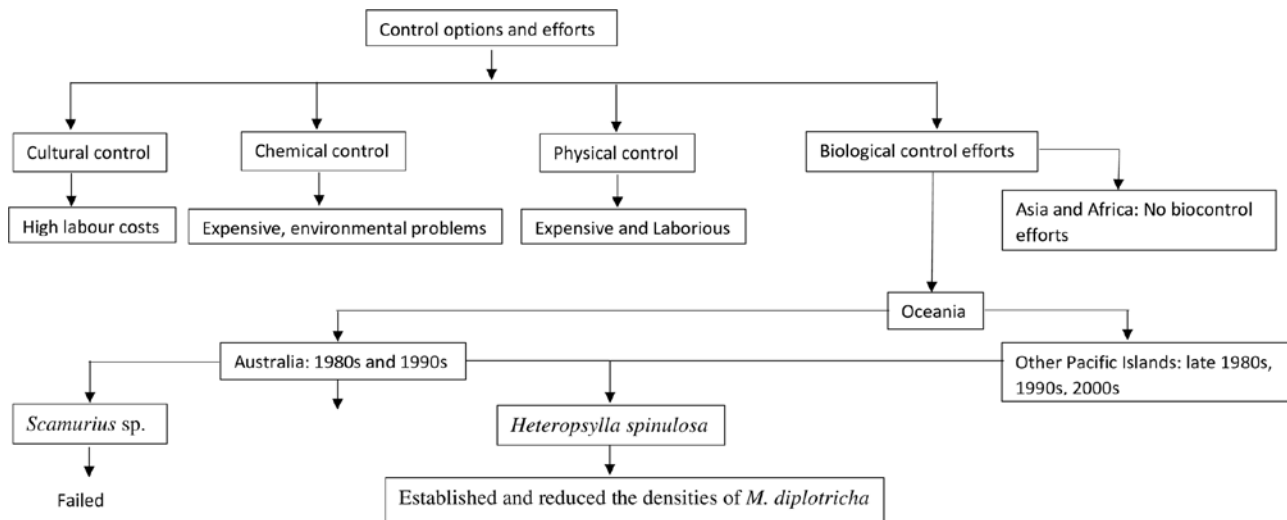 Control options and efforts
Cultural control
Chemical control
Physical control
Biological control efforts
High labour costs
Expensive, environmental problems
Expensive and Laborious
Asia and Africa: No biocontrol
efforts
Oceania
Australia: 1980s and 1990s
Other Pacific Islands: late 1980s,
1990s, 2000s
Scamurius sp.
Heteropsylla spinulosa
Failed
Established and reduced the densities of M. diplotricha